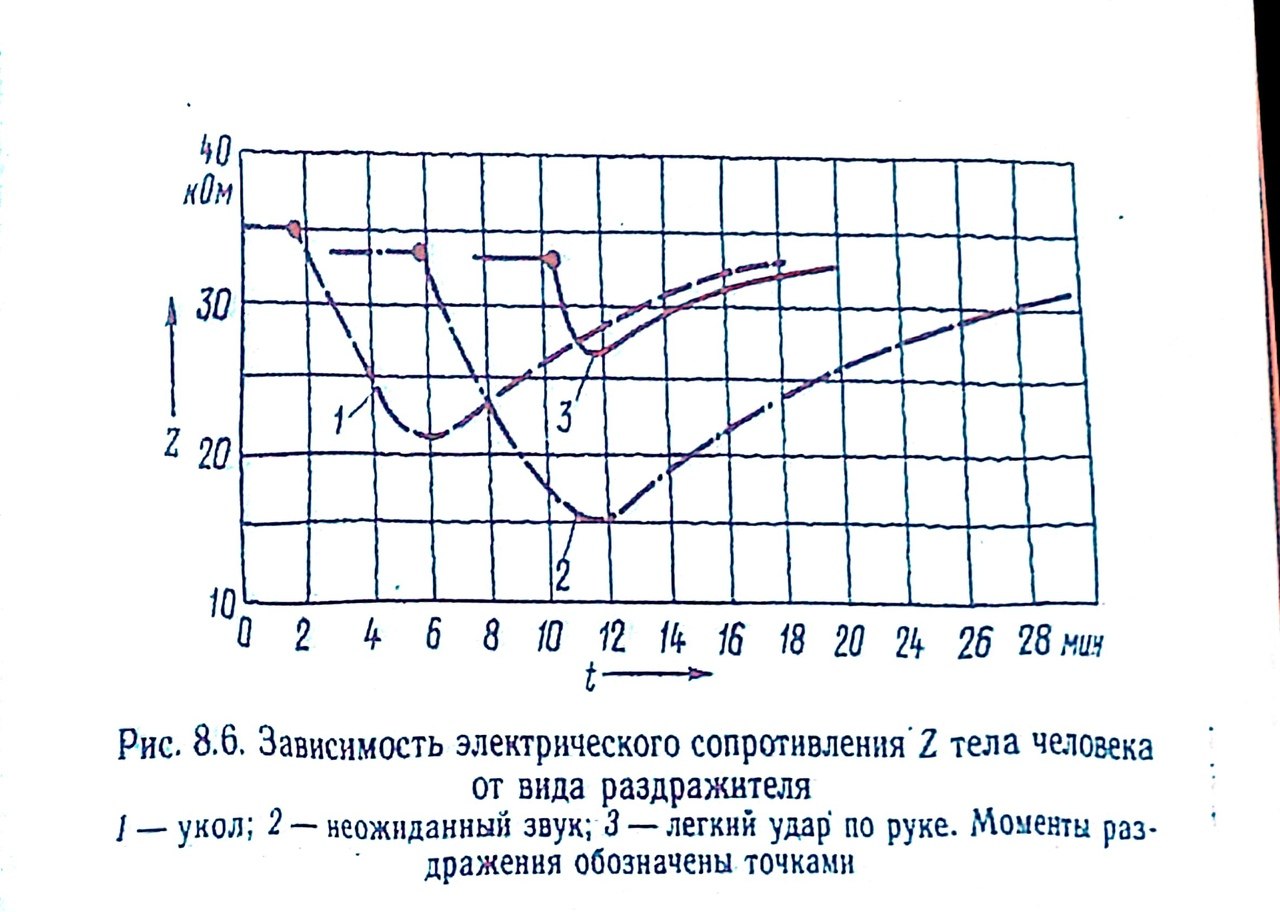 40
кОм
30
20
10
Z
1
2
3
0 2 4 6 8 10 12 14 16 18 20 24 26 28 мин
t
Рис. 8.6. Зависимость электрического сопротивления Z тела человека
от вида раздражителя
1 — укол; 2 — неожиданный звук; 3 — легкий удар по руке. Моменты раз-
дражения обозначены точками